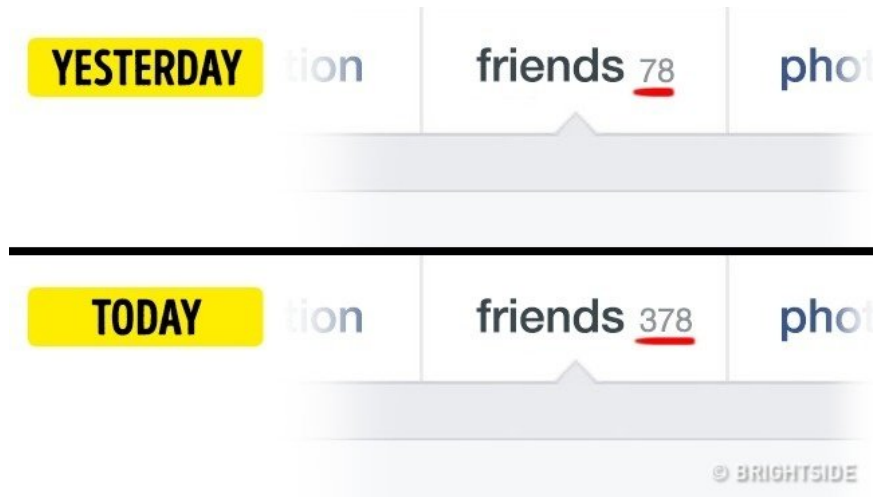 YESTERDAY tion friends 78 phot
TODAY tion friends 378 phot
© BRIGHTSIDE